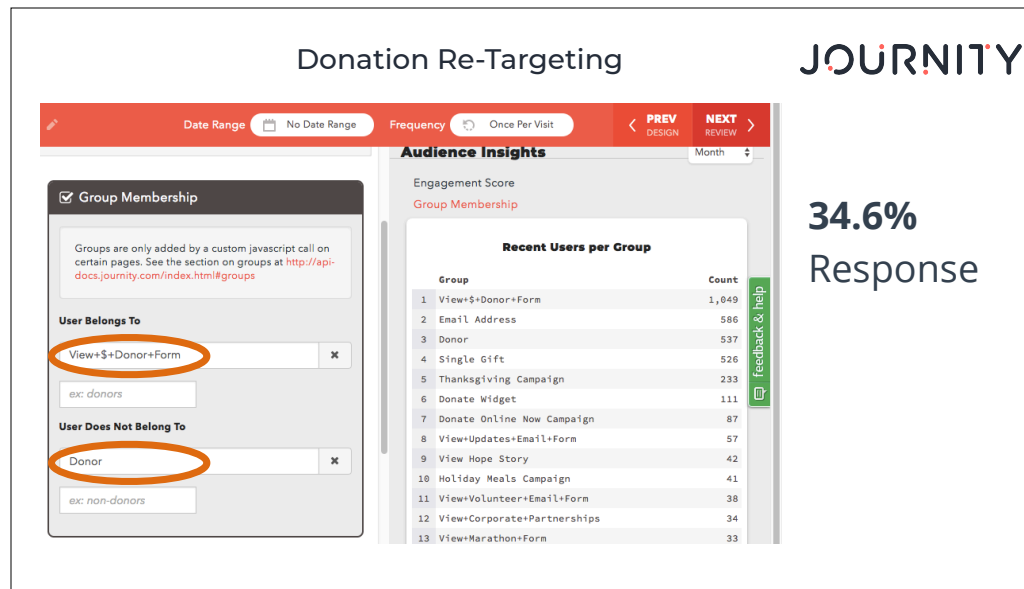 Donation Re-Targeting
JOURNITY
Date Range
No Date Range
Frequency
Once Per Visit
PREV
DESIGN
NEXT
REVIEW
Group Membership
Groups are only added by a custom javascript call on
certain pages. See the section on groups at http://api-
docs.journity.com/index.html#groups
User Belongs To
View+$+Donor+Form
ex: donors
User Does Not Belong To
Donor
ex: non-donors
Audience Insights
Month
Engagement Score
Group Membership
Recent Users per Group
Group Count
1 View+$+Donor+Form 1,049
2 Email Address 586
3 Donor 537
4 Single Gift 526
5 Thanksgiving Campaign 233
6 Donate Widget 111
7 Donate Online Now Campaign 87
8 View+Updates+Email+Form 57
9 View Hope Story 42
10 Holiday Meals Campaign 41
11 View+Volunteer+Email+Form 38
12 View+Corporate+Partnerships 34
13 View+Marathon+Form 33
feedback & help
34.6%
Response